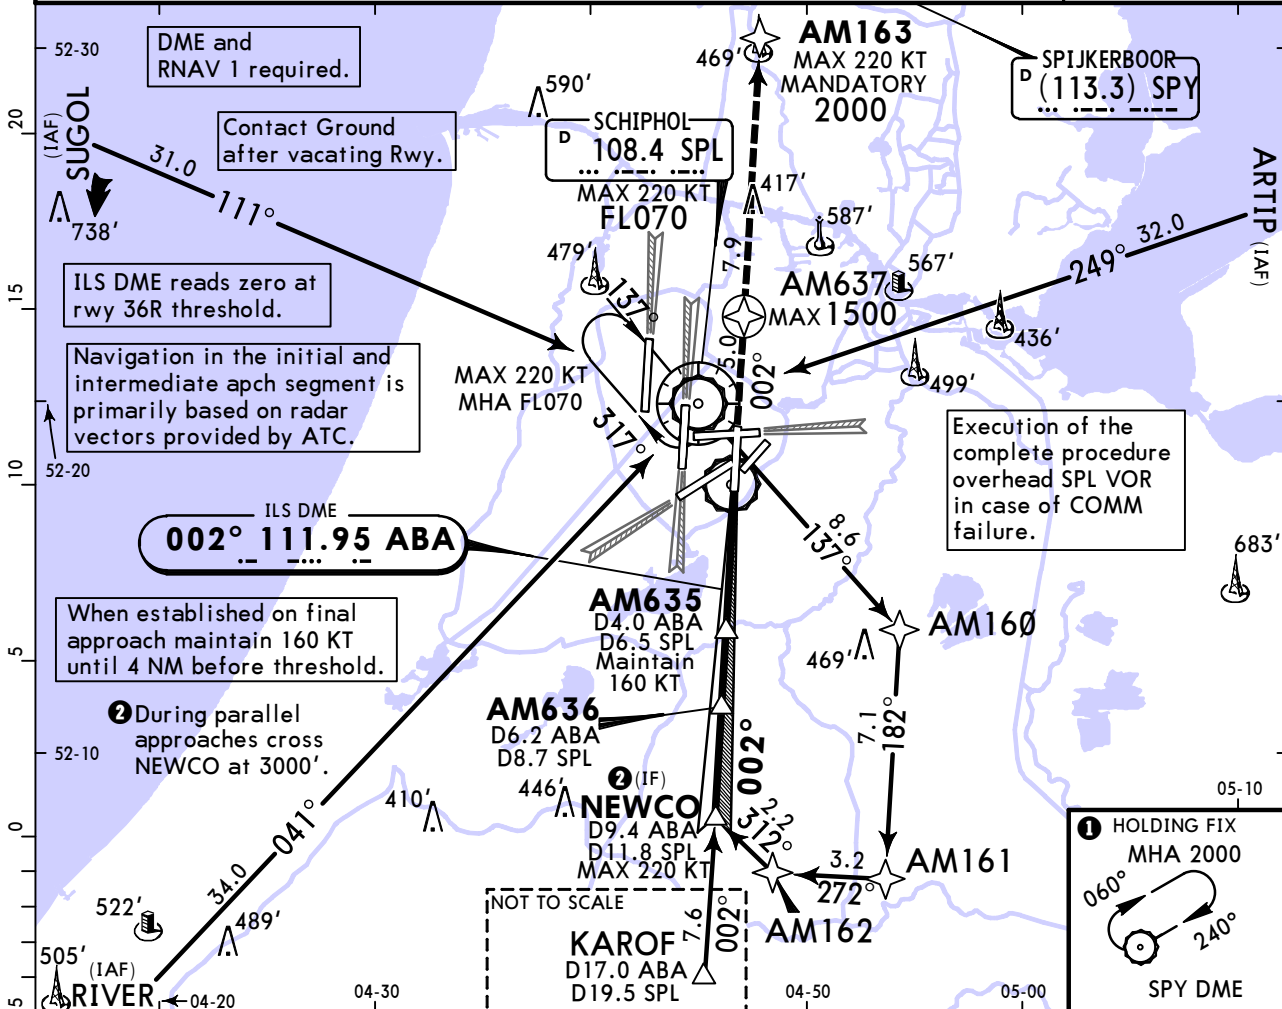 52-30
DME and
RNAV 1 required.
590'
469'
AM163
MAX 220 KT
MANDATORY
2000
SPIJKERBOOR
D (113.3) SPY
20
(IAF)
SUGOL
31.0
111°
738'
Contact Ground
after vacating Rwy.
SCHIPHOL
D 108.4 SPL
MAX 220 KT
FL070
417'
587'
ARTIP
(IAF)
32.0
249°
ILS DME reads zero at
rwy 36R threshold.
479'
7.9
AM637
MAX 1500
567'
436'
499'
15
Navigation in the initial and
intermediate apch segment is
primarily based on radar
vectors provided by ATC.
137°
MAX 220 KT
MHA FL070
317°
5.0
002°
52-20
10
Execution of the
complete procedure
overhead SPL VOR
in case of COMM
failure.
ILS DME
002° 111.95 ABA
8.6
137°
683'
When established on final
approach maintain 160 KT
until 4 NM before threshold.
AM635
D4.0 ABA
D6.5 SPL
Maintain
160 KT
AM160
469'
5
2 During parallel
approaches cross
NEWCO at 3000'.
AM636
D6.2 ABA
D8.7 SPL
7.1
182°
52-10
002°
05-10
446'
410'
2 (IF)
NEWCO
D9.4 ABA
D11.8 SPL
MAX 220 KT
2.2
312°
0
041°
34.0
3.2
272°
AM161
AM162
1 HOLDING FIX
MHA 2000
060°
240°
SPY DME
522'
489'
NOT TO SCALE
KAROF
D17.0 ABA
D19.5 SPL
7.6
002°
505'
(IAF)
RIVER
5
04-20
04-30
04-50
05-00